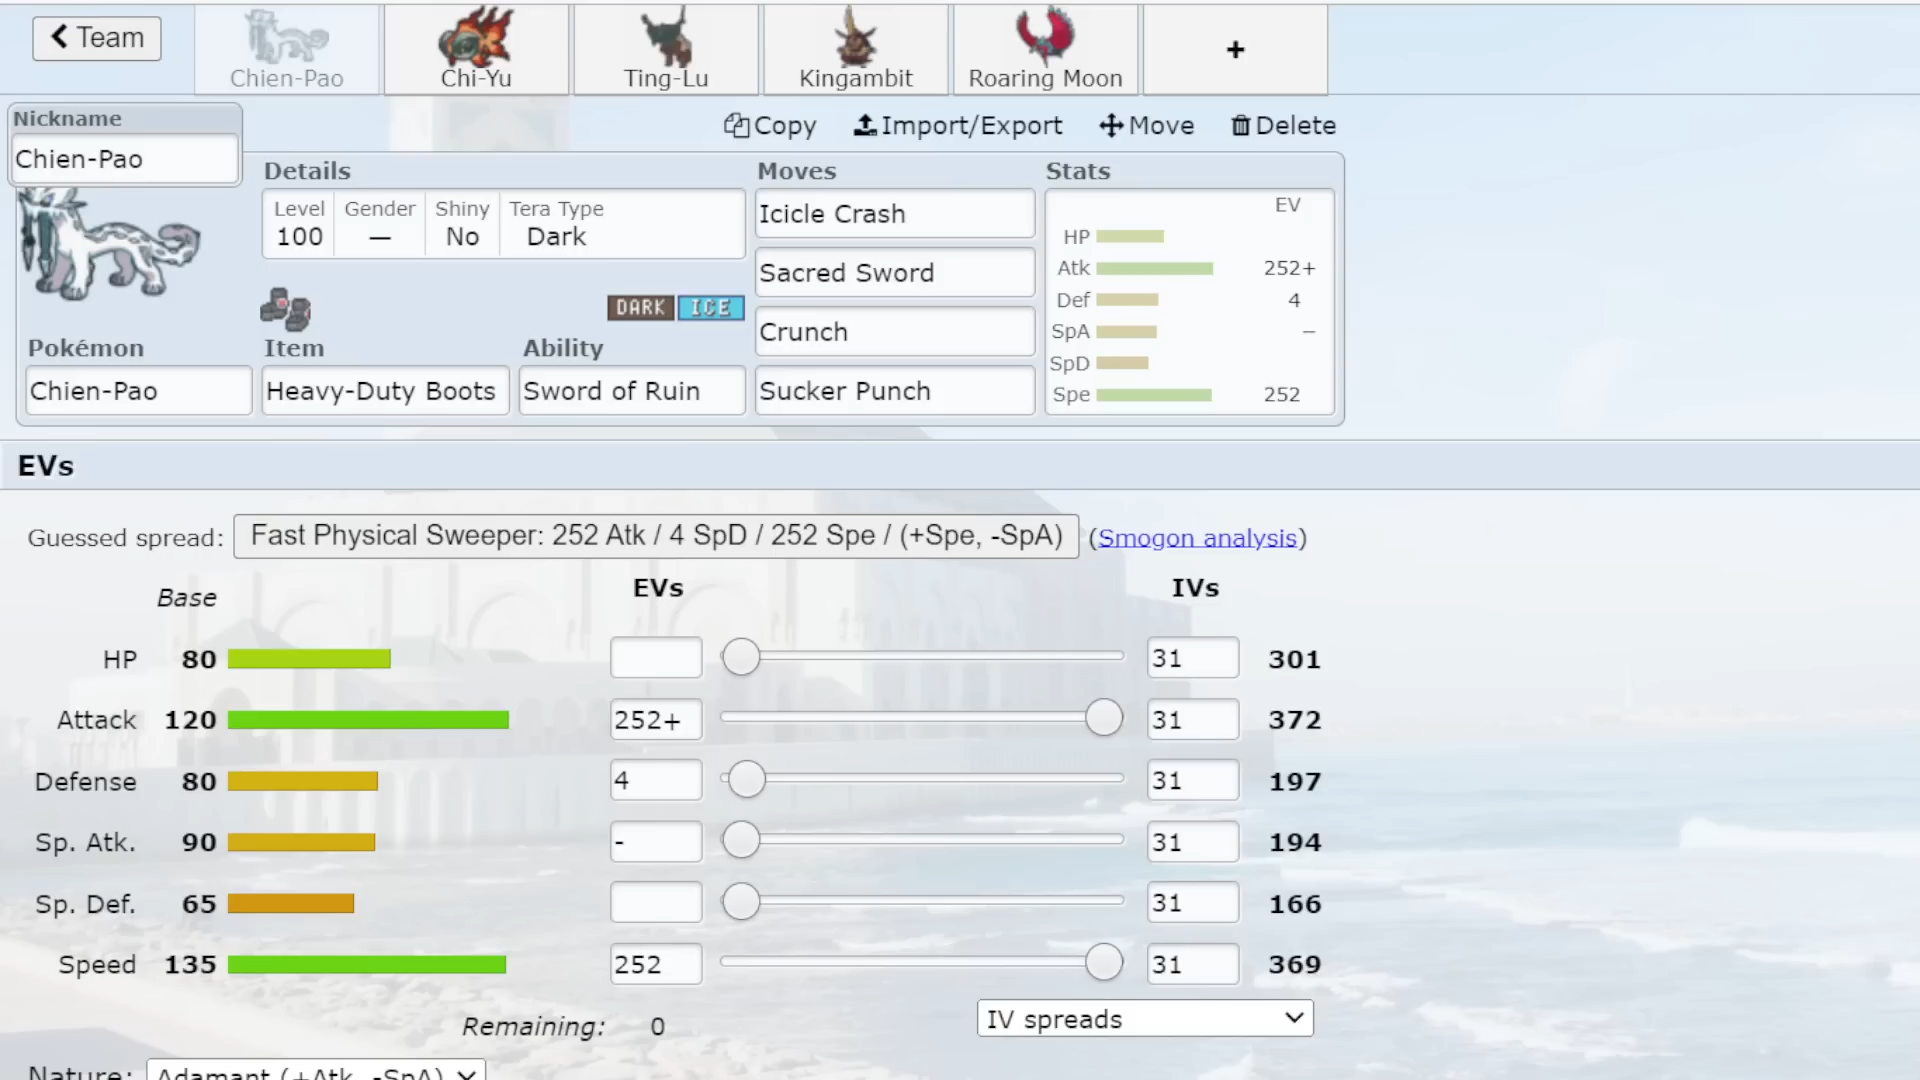 Team
Chien-Pao
Chi-Yu
Ting-Lu
Kingambit
Roaring Moon
+
Copy
Import/Export
Move
Delete
Nickname
Chien-Pao
Details
Level
Gender
Shiny
Tera Type
100
—
No
Dark
DARK
ICE
Pokémon
Item
Ability
Chien-Pao
Heavy-Duty Boots
Sword of Ruin
Moves
Icicle Crash
Sacred Sword
Crunch
Sucker Punch
Stats
EV
HP
Atk 252+
Def 4
SpA –
SpD
Spe 252
EVs
Guessed spread: Fast Physical Sweeper: 252 Atk / 4 SpD / 252 Spe / (+Spe, -SpA) (Smogon analysis)
Base EVs IVs
HP 80 31 301
Attack 120 252+ 31 372
Defense 80 4 31 197
Sp. Atk. 90 - 31 194
Sp. Def. 65 31 166
Speed 135 252 31 369
Remaining: 0
IV spreads
Nature: Adamant (+Atk, -SpA)